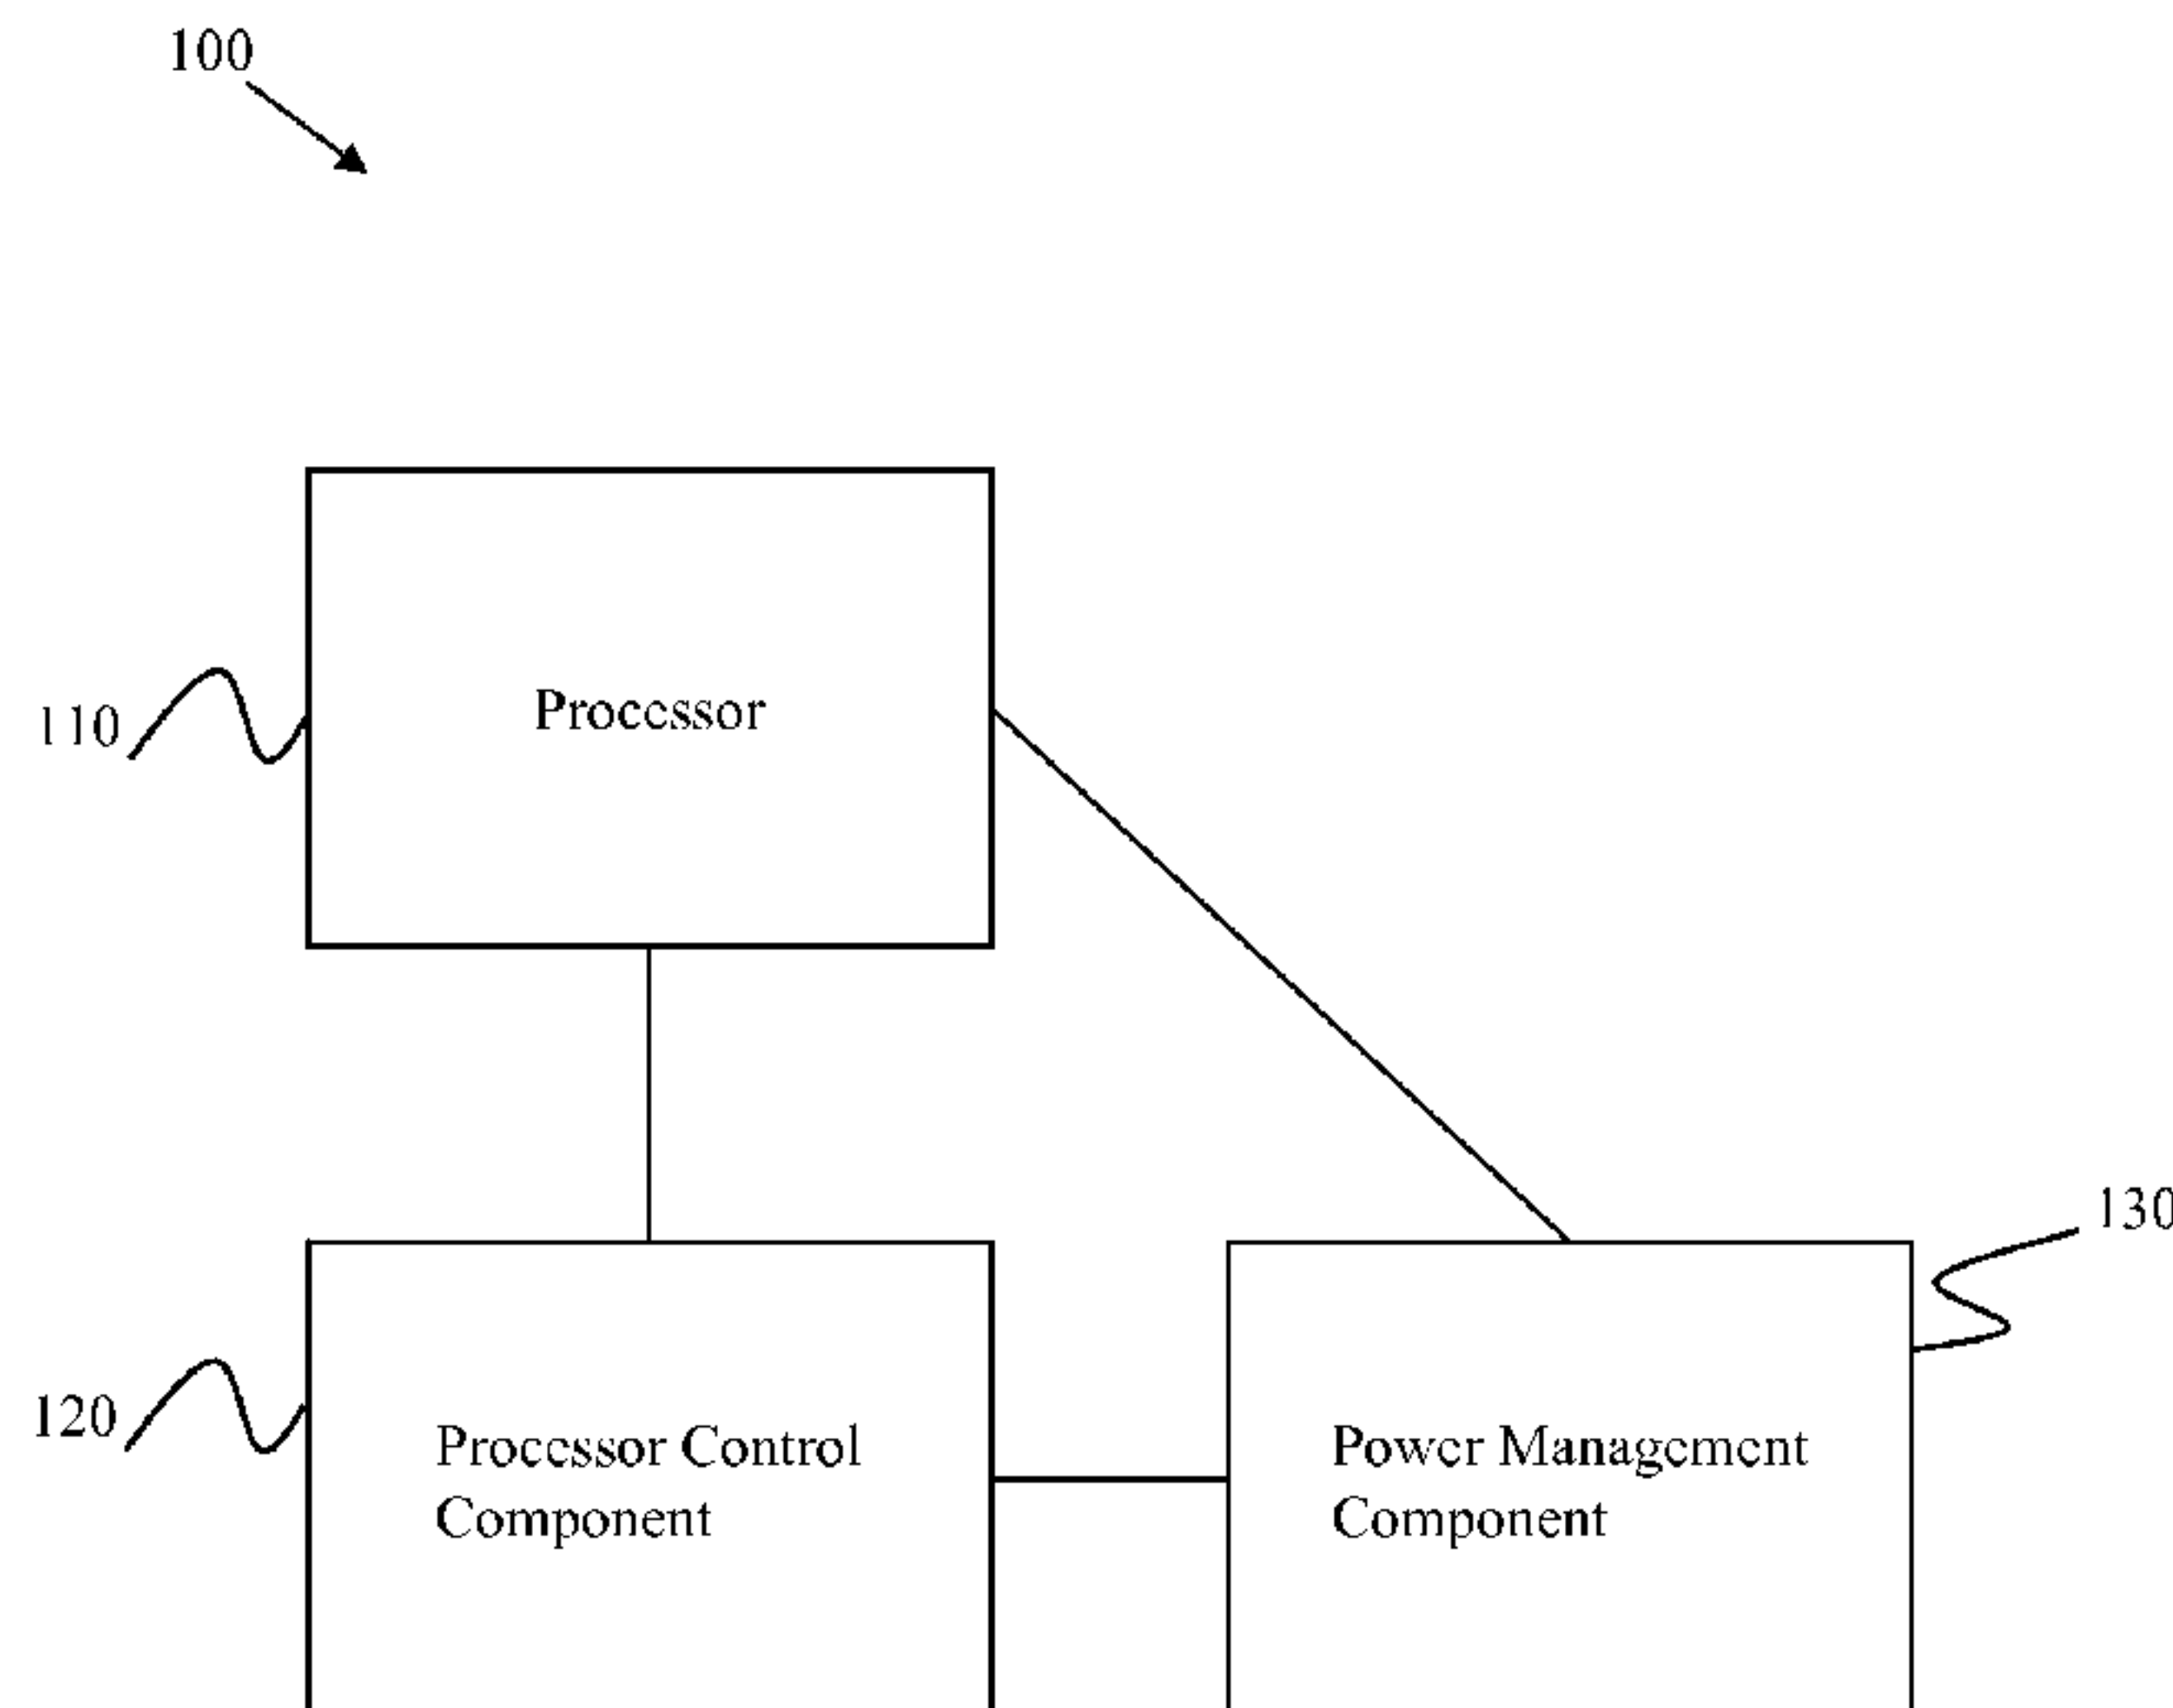 100
110
Processor
130
120
Processor Control
Component
Power Management
Component